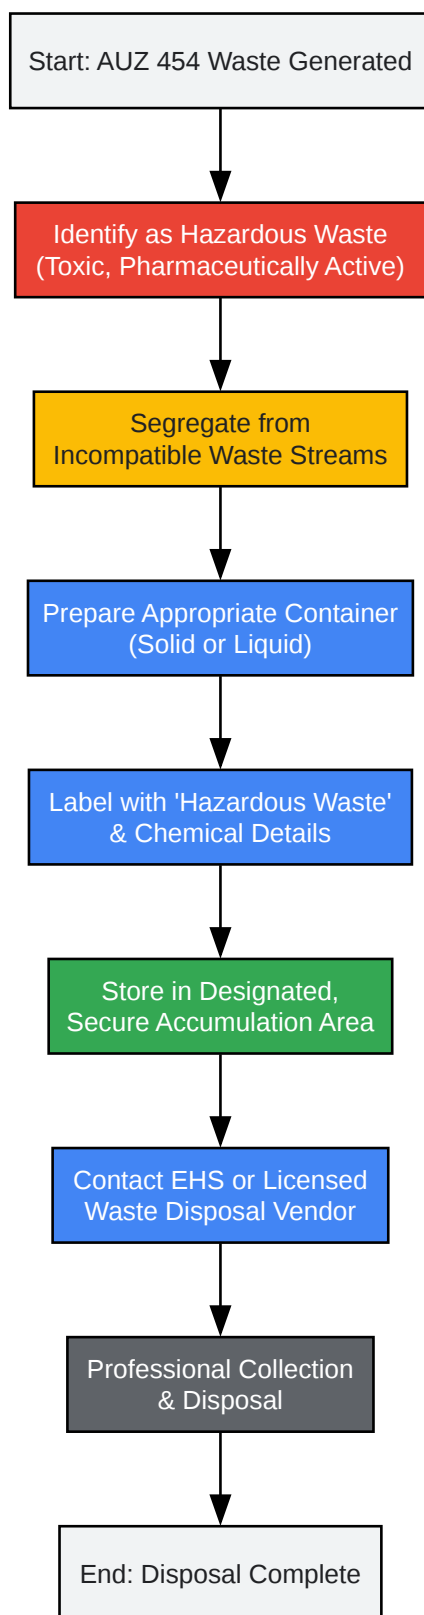 Start: AUZ 454 Waste Generated
Identify as Hazardous Waste
(Toxic, Pharmaceutically Active)
Segregate from
Incompatible Waste Streams
Prepare Appropriate Container
(Solid or Liquid)
Label with 'Hazardous Waste'
& Chemical Details
Store in Designated,
Secure Accumulation Area
Contact EHS or Licensed
Waste Disposal Vendor
Professional Collection
& Disposal
End: Disposal Complete